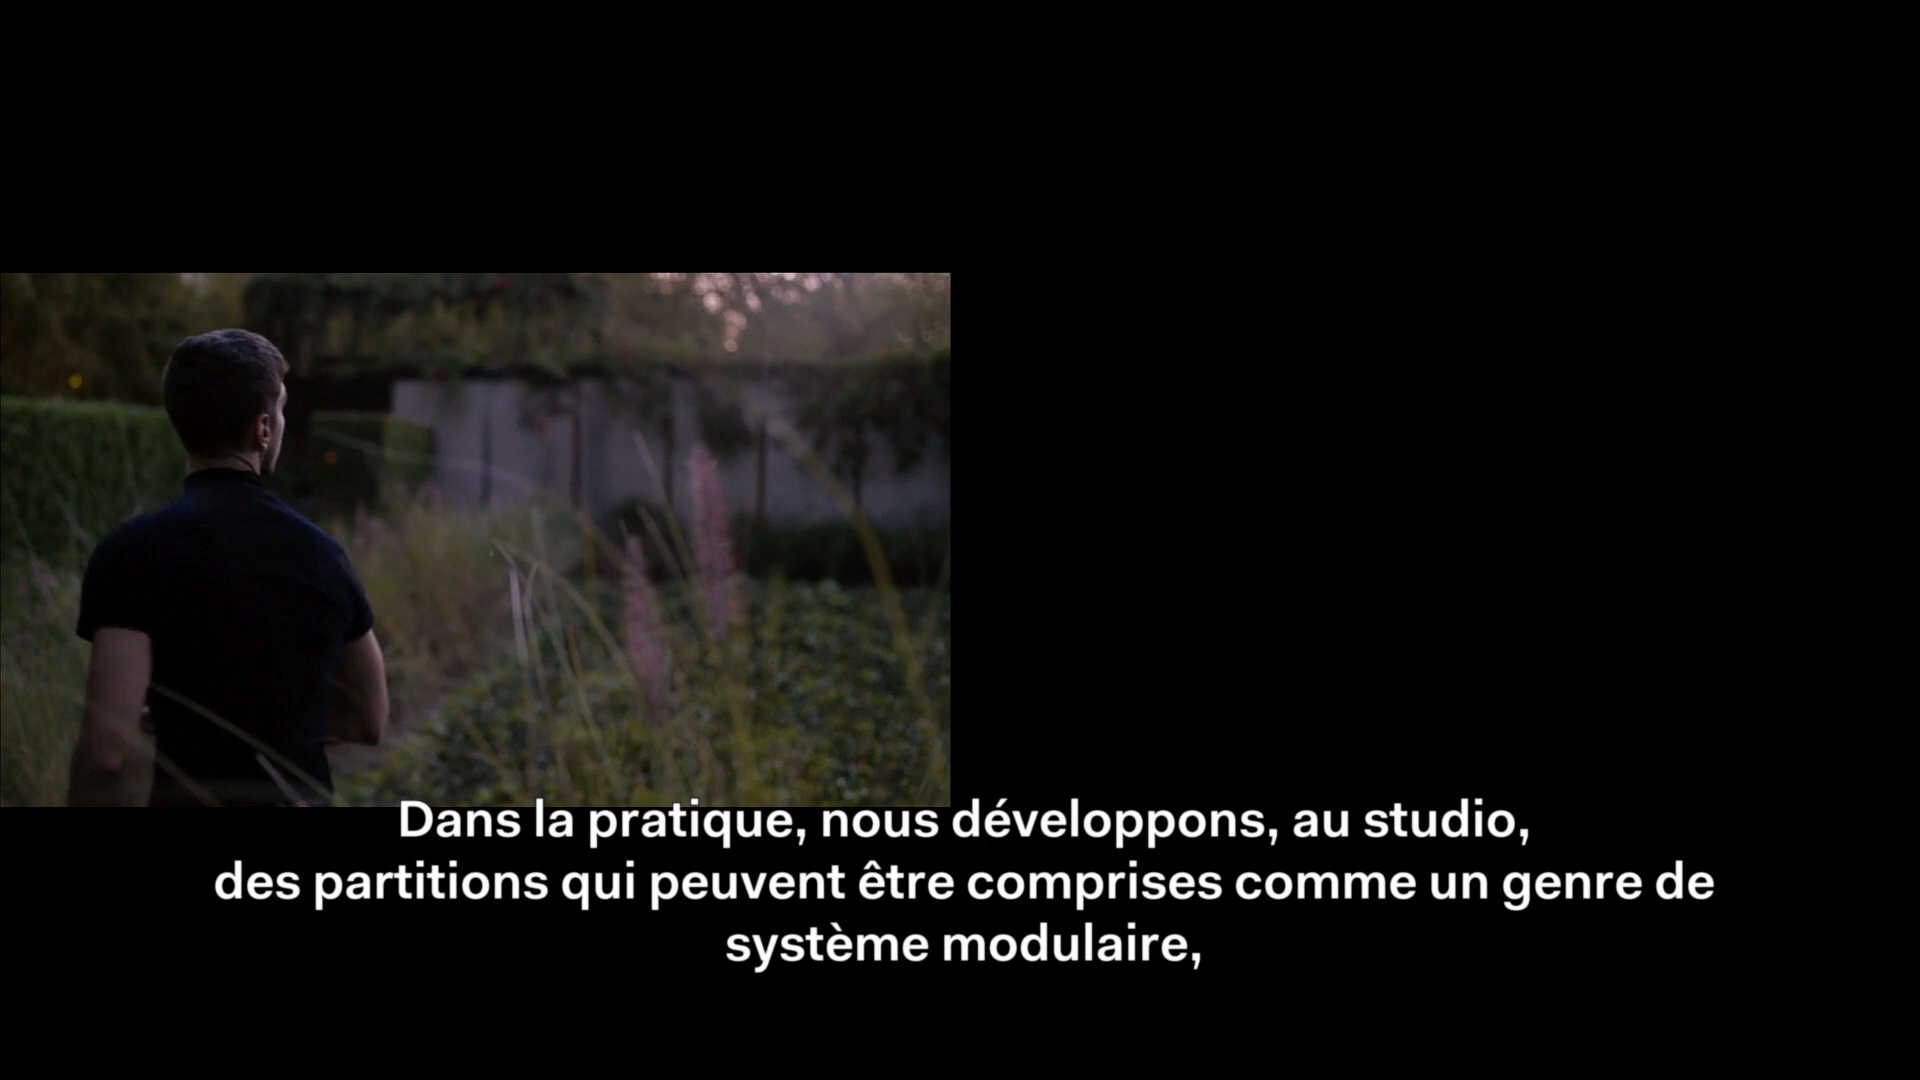 Dans la pratique, nous développons, au studio,
des partitions qui peuvent être comprises comme un genre de
système modulaire,